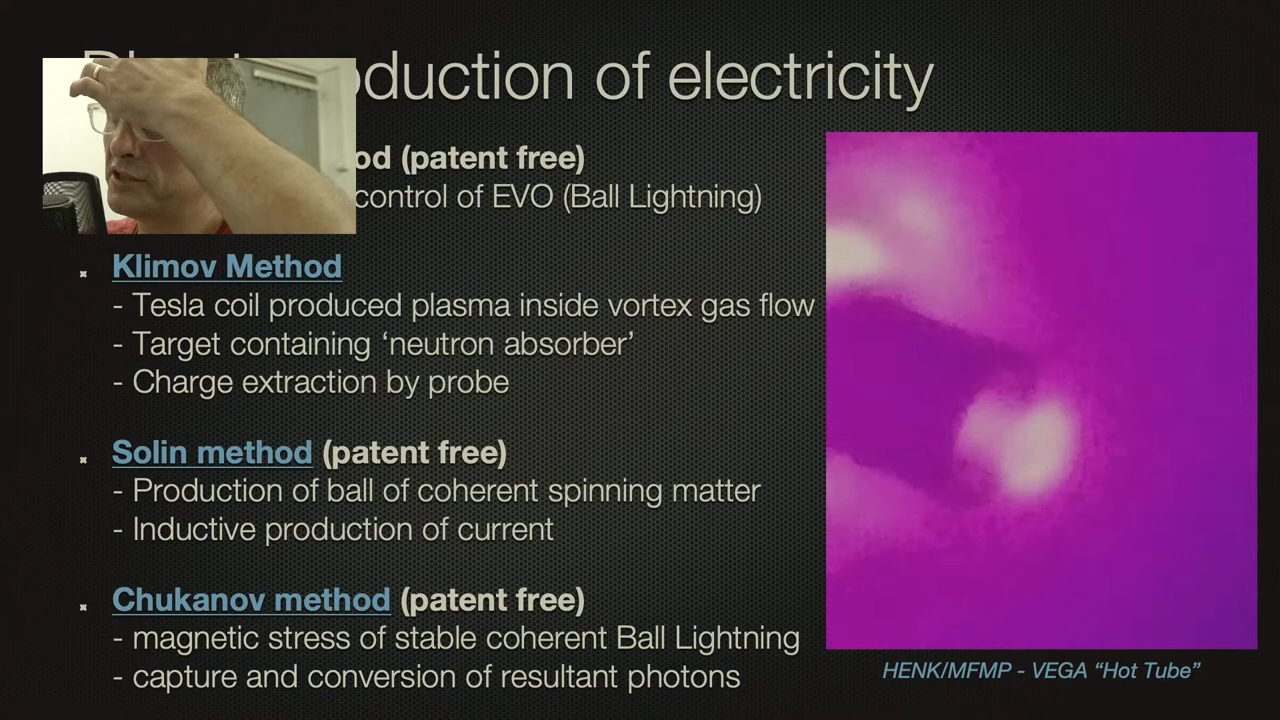 oduction of electricity
od (patent free)
control of EVO (Ball Lightning)
Klimov Method
- Tesla coil produced plasma inside vortex gas flow
- Target containing ‘neutron absorber’
- Charge extraction by probe
Solin method (patent free)
- Production of ball of coherent spinning matter
- Inductive production of current
Chukanov method (patent free)
- magnetic stress of stable coherent Ball Lightning
- capture and conversion of resultant photons
HENK/MFMP - VEGA “Hot Tube”